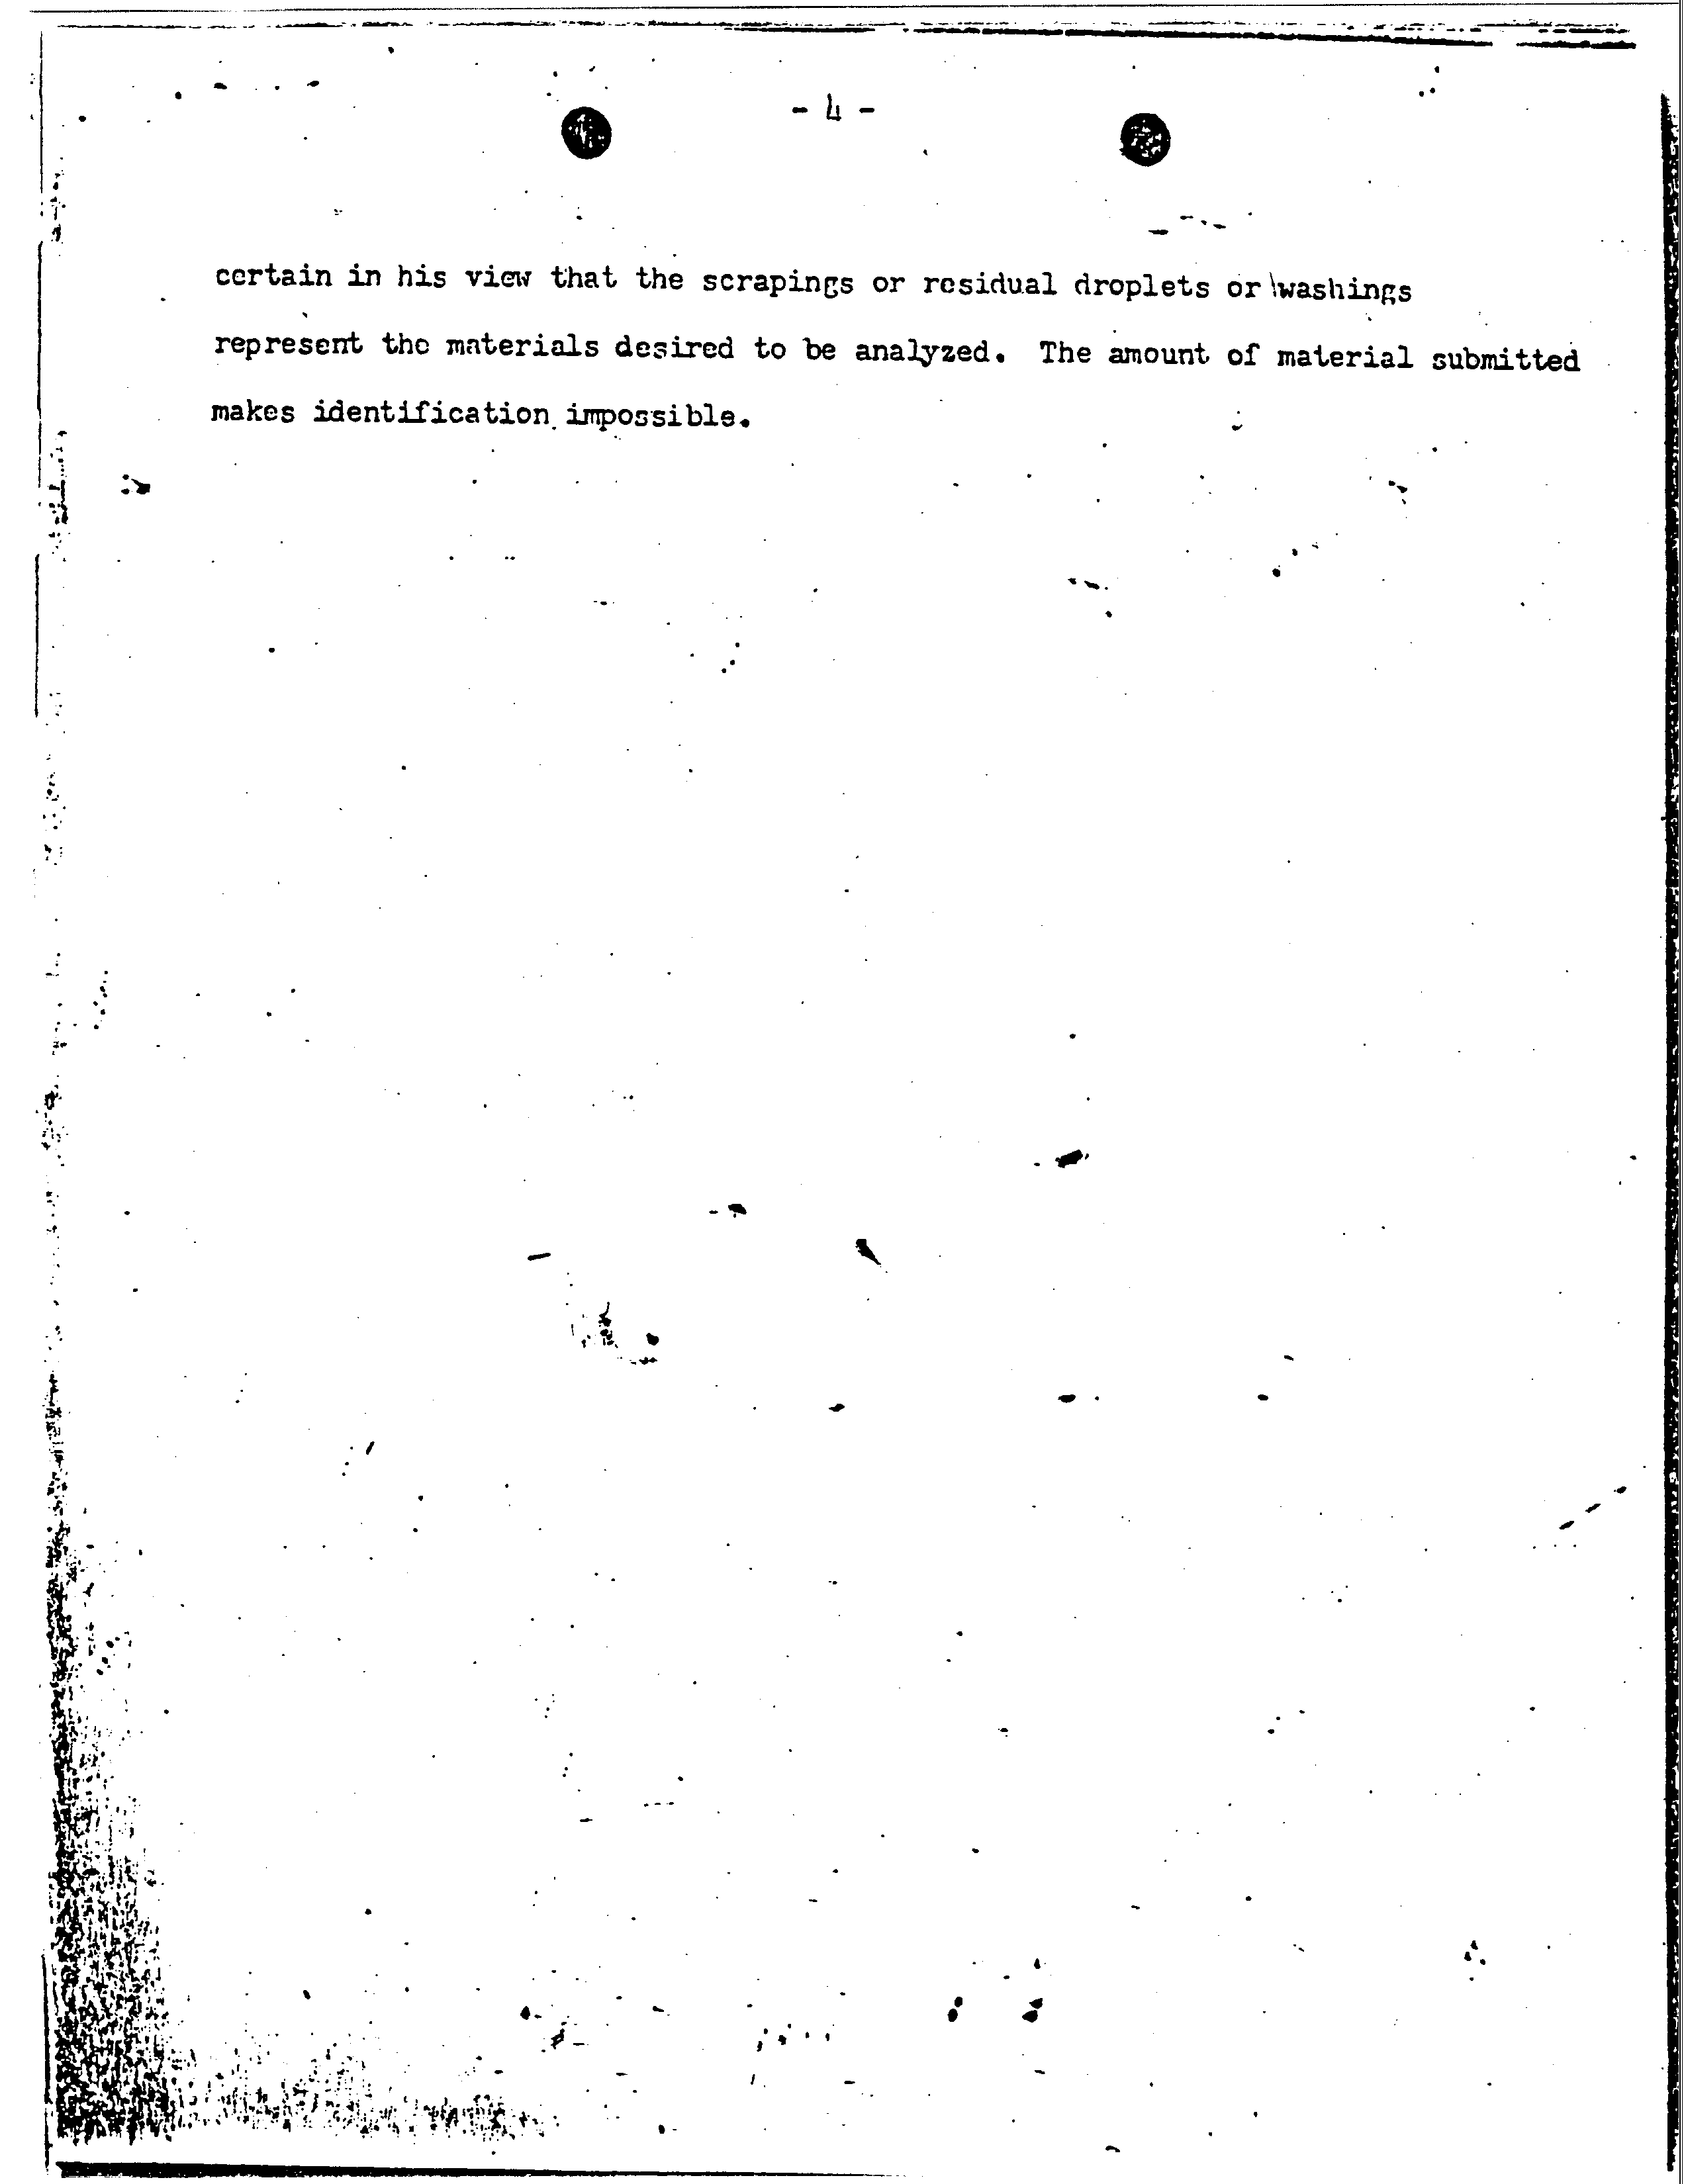 - 4 -
certain in his view that the scrapings or residual droplets or washings
represent the materials desired to be analyzed. The amount of material submitted
makes identification impossible.